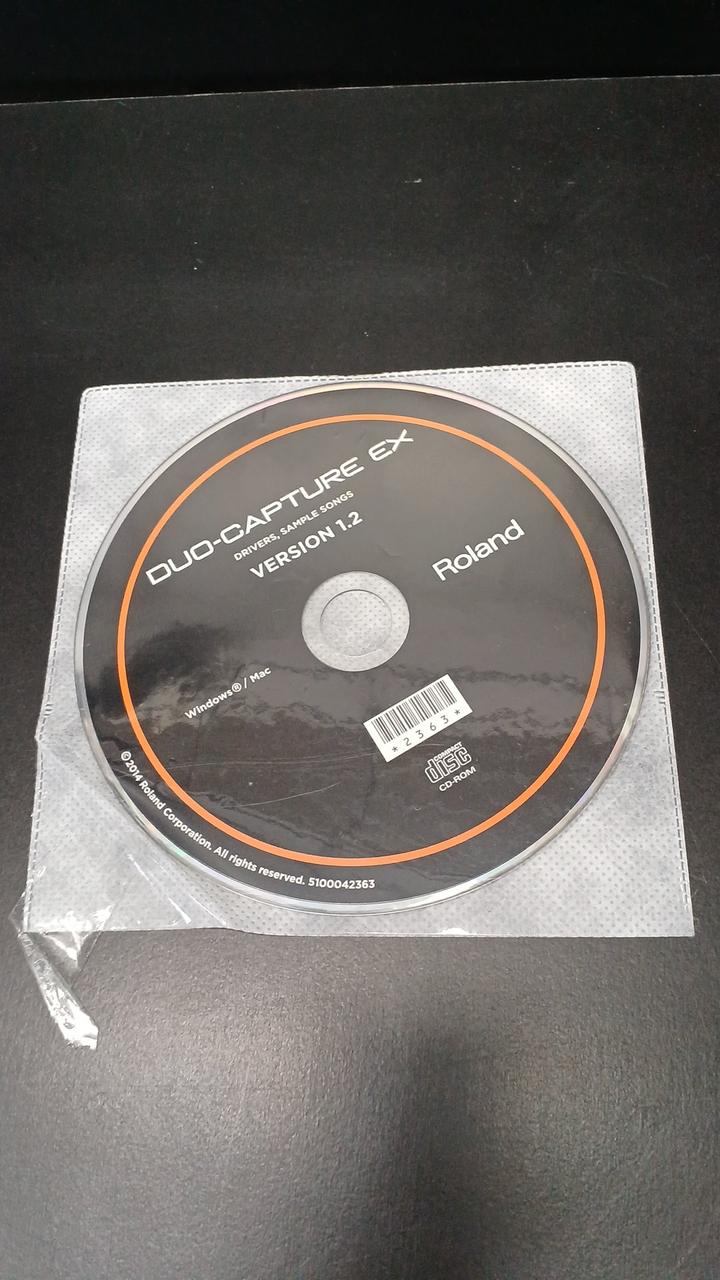 DUO-CAPTURE EX
DRIVERS, SAMPLE SONGS
VERSION 1.2
Roland
Windows® / Mac
*2363*
COMPACT
disc
CD-ROM
© 2014 Roland Corporation. All rights reserved. 5100042363